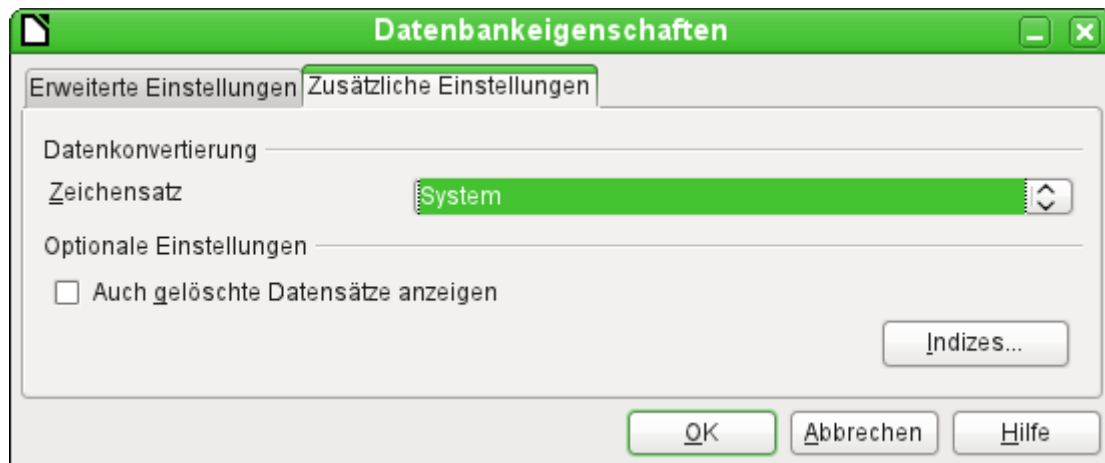 Datenbankeigenschaften
Erweiterte Einstellungen Zusätzliche Einstellungen
Datenkonvertierung
Zeichensatz System
Optionale Einstellungen
Auch gelöschte Datensätze anzeigen
Indizes...
OK Abbrechen Hilfe